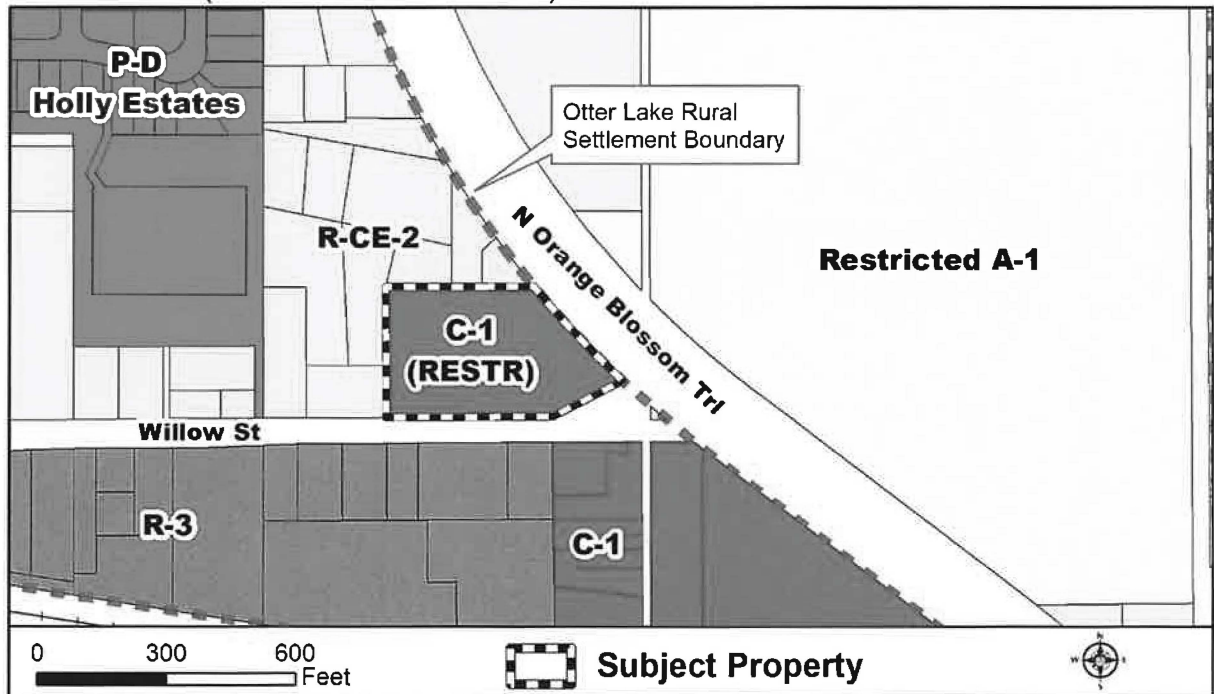 P-D
Holly Estates
Otter Lake Rural
Settlement Boundary
R-CE-2
N Orange Blossom Trl
Restricted A-1
C-1
(RESTR)
Willow St
R-3
C-1
0 300 600
Feet
Subject Property
N
W E
S